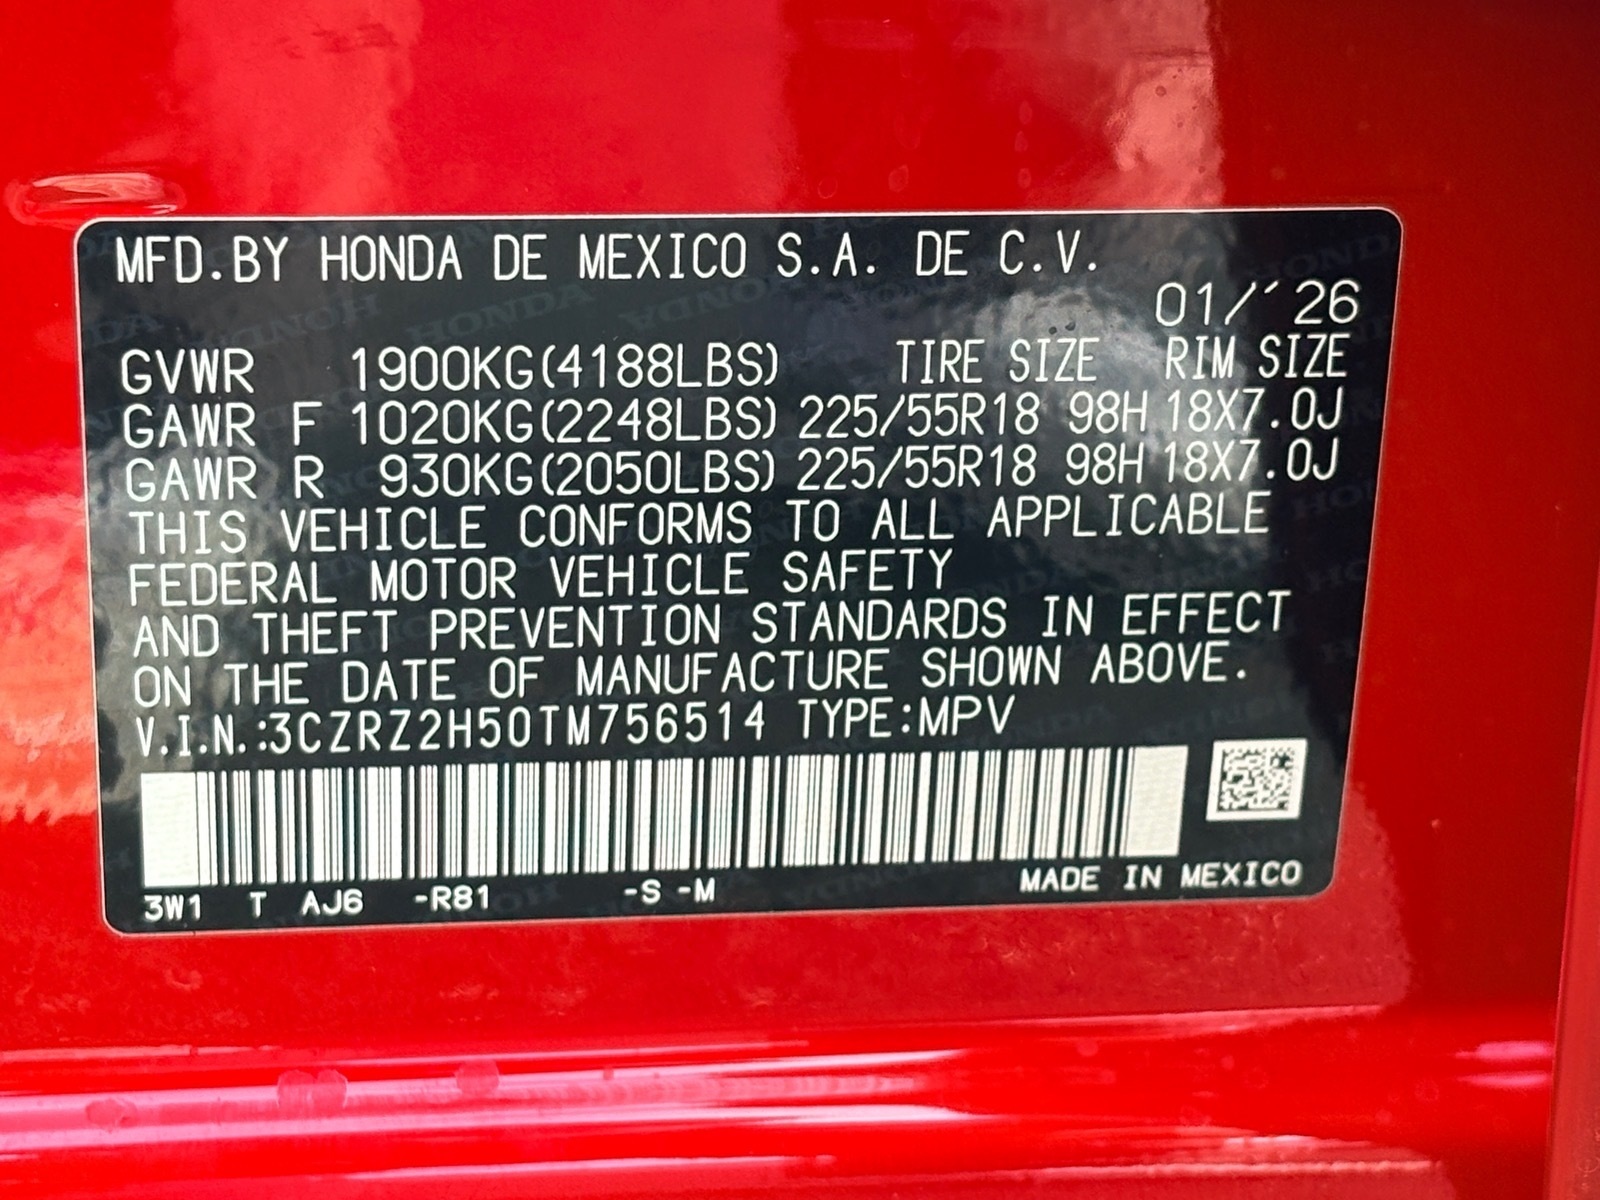 MFD.BY HONDA DE MEXICO S.A. DE C.V.
01/´26
GVWR 1900KG(4188LBS) TIRE SIZE RIM SIZE
GAWR F 1020KG(2248LBS) 225/55R18 98H 18X7.0J
GAWR R 930KG(2050LBS) 225/55R18 98H 18X7.0J
THIS VEHICLE CONFORMS TO ALL APPLICABLE
FEDERAL MOTOR VEHICLE SAFETY
AND THEFT PREVENTION STANDARDS IN EFFECT
ON THE DATE OF MANUFACTURE SHOWN ABOVE.
V.I.N.:3CZRZ2H50TM756514 TYPE:MPV
3W1 T AJ6 -R81 -S -M MADE IN MEXICO